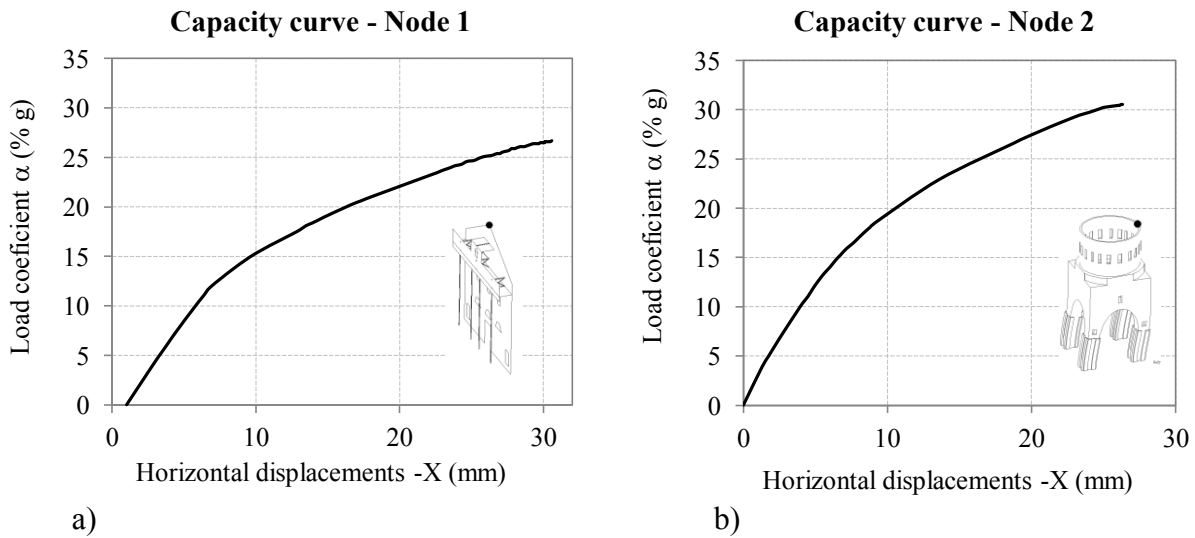 Capacity curve - Node 1
Load coeficient α (% g)
35
30
25
20
15
10
5
0
0 10 20 30
Horizontal displacements -X (mm)
a)
Capacity curve - Node 2
Load coeficient α (% g)
35
30
25
20
15
10
5
0
0 10 20 30
Horizontal displacements -X (mm)
b)